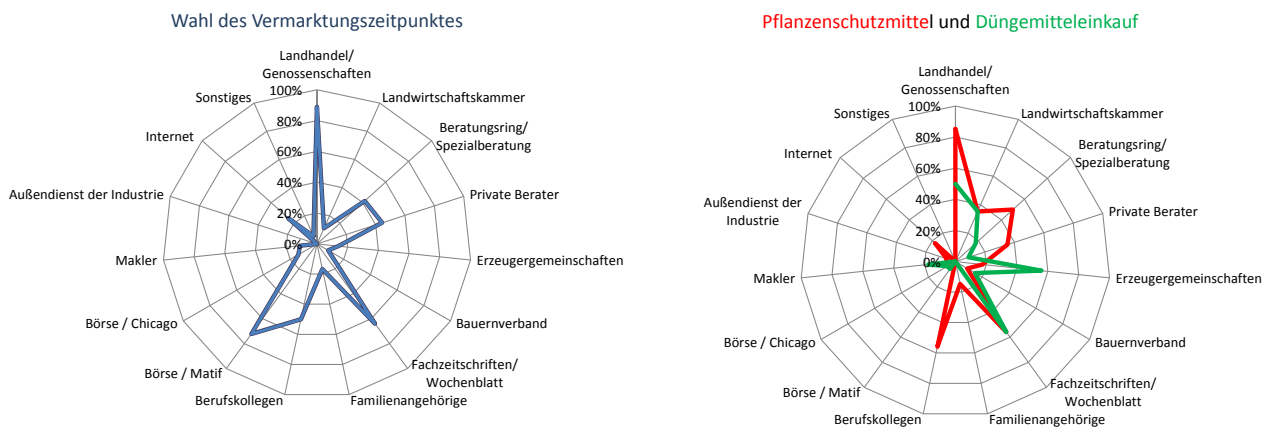 Wahl des Vermarktungszeitpunktes
Landhandel/
Genossenschaften
Landwirtschaftskammer
Beratungsring/
Spezialberatung
Private Berater
Erzeugergemeinschaften
Bauernverband
Fachzeitschriften/
Wochenblatt
Familienangehörige
Berufskollegen
Börse / Matif
Börse / Chicago
Makler
Außendienst der Industrie
Internet
Sonstiges
100%
80%
60%
40%
20%
0%
Pflanzenschutzmittel und Düngemitteleinkauf
Landhandel/
Genossenschaften
Landwirtschaftskammer
Beratungsring/
Spezialberatung
Private Berater
Erzeugergemeinschaften
Bauernverband
Fachzeitschriften/
Wochenblatt
Familienangehörige
Berufskollegen
Börse / Matif
Börse / Chicago
Makler
Außendienst der
Industrie
Internet
Sonstiges
100%
80%
60%
40%
20%
0%